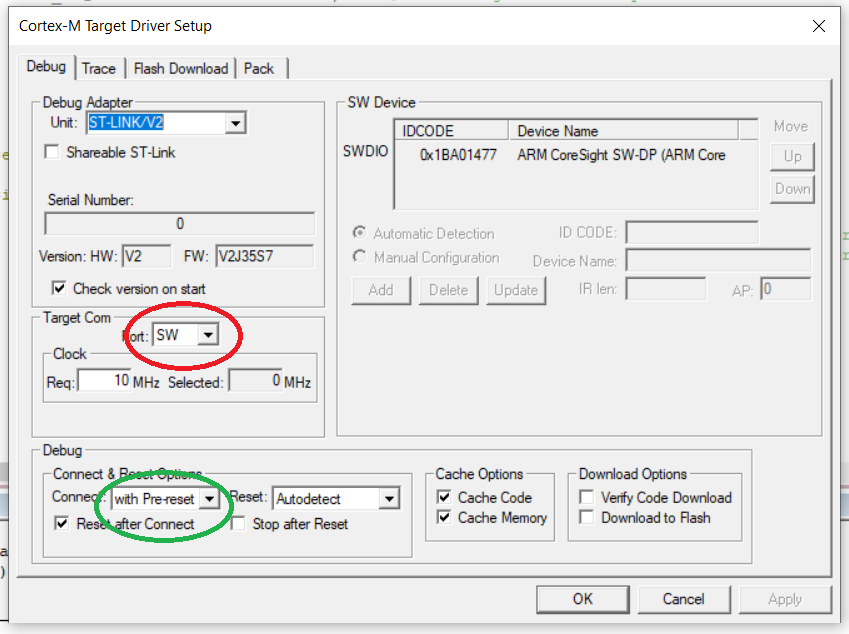 Cortex-M Target Driver Setup
Debug Trace Flash Download Pack
Debug Adapter
Unit: ST-LINK/V2
Shareable ST-Link
Serial Number:
0
Version: HW: V2 FW: V2J35S7
Check version on start
Target Com
Port: SW
Clock
Req: 10 MHz Selected: 0 MHz
SW Device
IDCODE Device Name
SWDIO 0x1BA01477 ARM CoreSight SW-DP (ARM Core
Move
Up
Down
Automatic Detection ID CODE:
Manual Configuration Device Name:
Add Delete Update IR len: AP: 0
Debug
Connect & Reset Options
Connect: with Pre-reset Reset: Autodetect
Reset after Connect Stop after Reset
Cache Options
Cache Code
Cache Memory
Download Options
Verify Code Download
Download to Flash
OK Cancel Apply